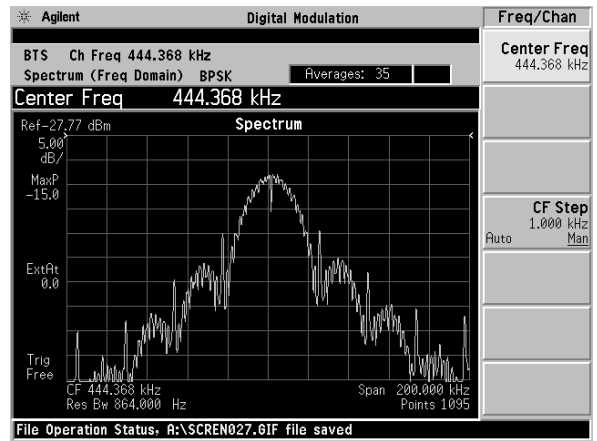 Agilent Digital Modulation Freq/Chan
BTS Ch Freq 444.368 kHz
Spectrum (Freq Domain) BPSK Averages: 35
Center Freq
444.368 kHz
Center Freq 444.368 kHz
Ref-27.77 dBm Spectrum
5.00
dB/
MaxP
-15.0
CF Step
1.000 kHz
Auto Man
ExtAt
0.0
Trig
Free
CF 444.368 kHz Span 200.000 kHz
Res Bw 864.000 Hz Points 1095
File Operation Status, A:\SCREN027.GIF file saved